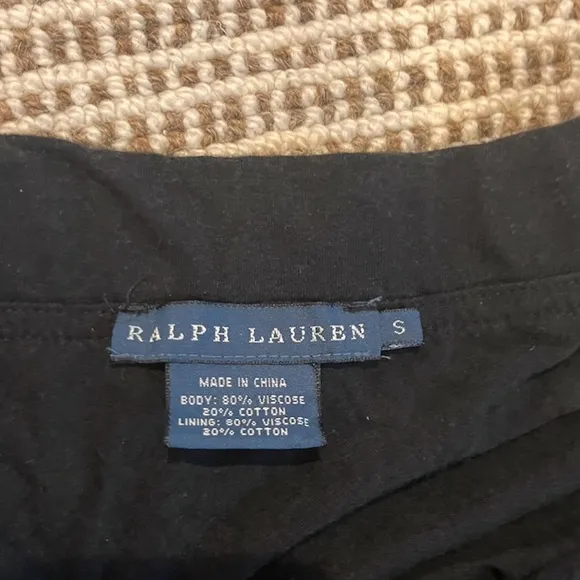 RALPH LAUREN S
MADE IN CHINA
BODY: 80% VISCOSE
20% COTTON
LINING: 80% VISCOSE
20% COTTON